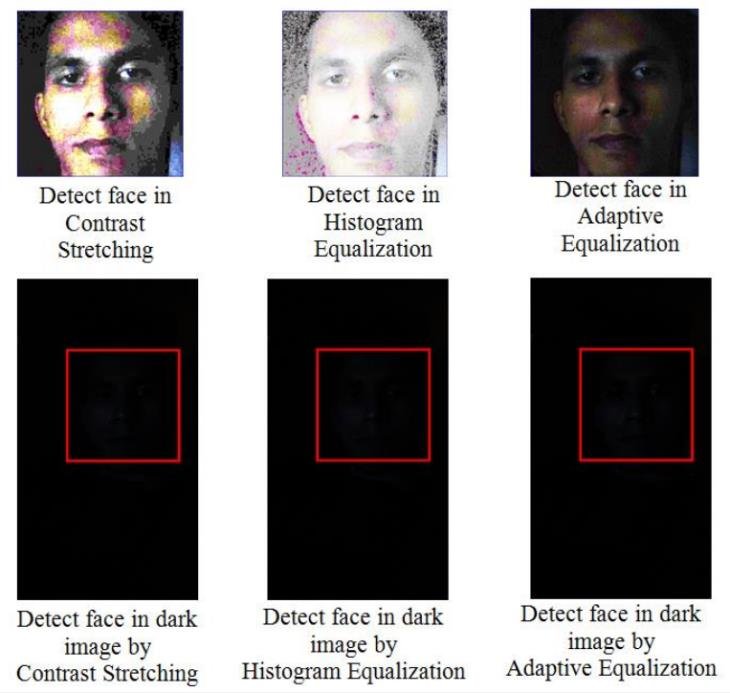 Detect face in
Contrast
Stretching
Detect face in
Histogram
Equalization
Detect face in
Adaptive
Equalization
Detect face in dark
image by
Contrast Stretching
Detect face in dark
image by
Histogram Equalization
Detect face in dark
image by
Adaptive Equalization